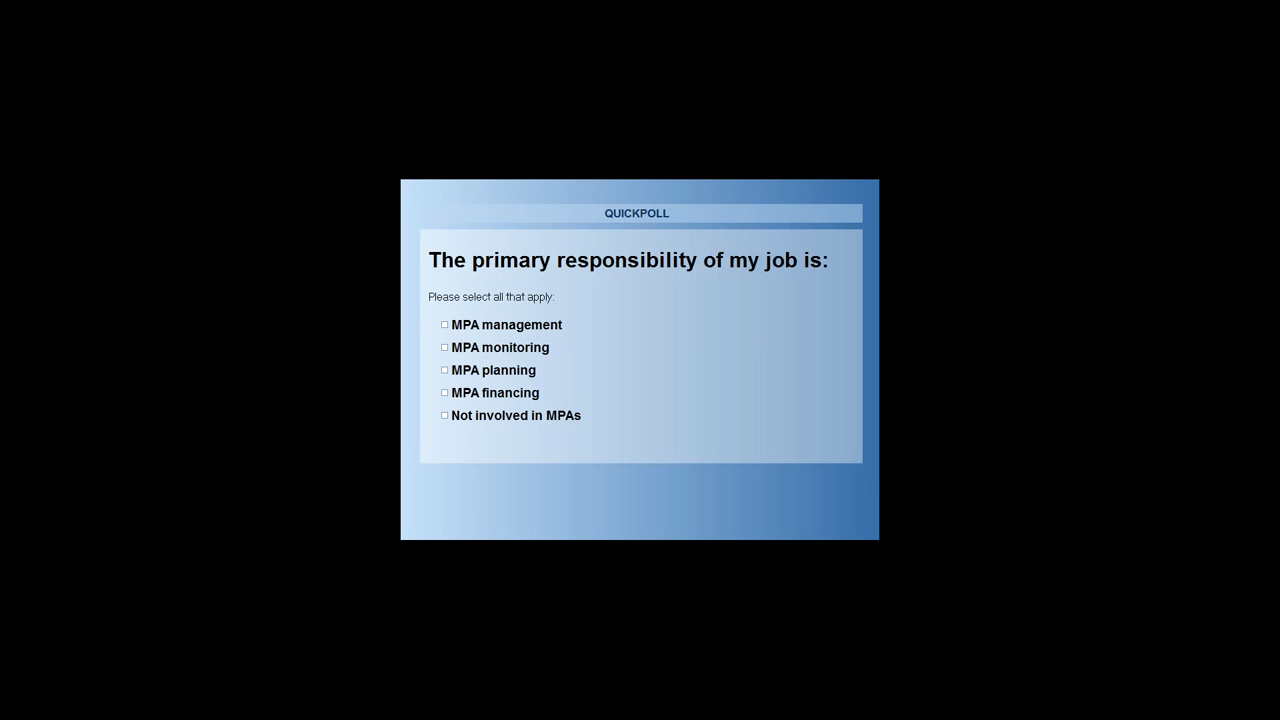 QUICKPOLL
The primary responsibility of my job is:
Please select all that apply:
MPA management
MPA monitoring
MPA planning
MPA financing
Not involved in MPAs